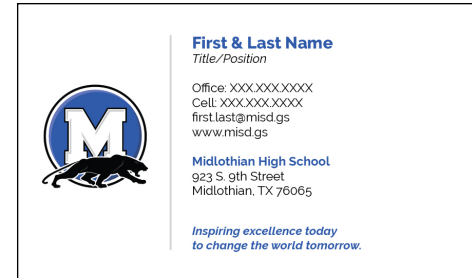 M
First & Last Name
Title/Position
Office: XXX.XXX.XXXX
Cell: XXX.XXX.XXXX
first.last@misd.gs
www.misd.gs
Midlothian High School
923 S. 9th Street
Midlothian, TX 76065
Inspiring excellence today
to change the world tomorrow.